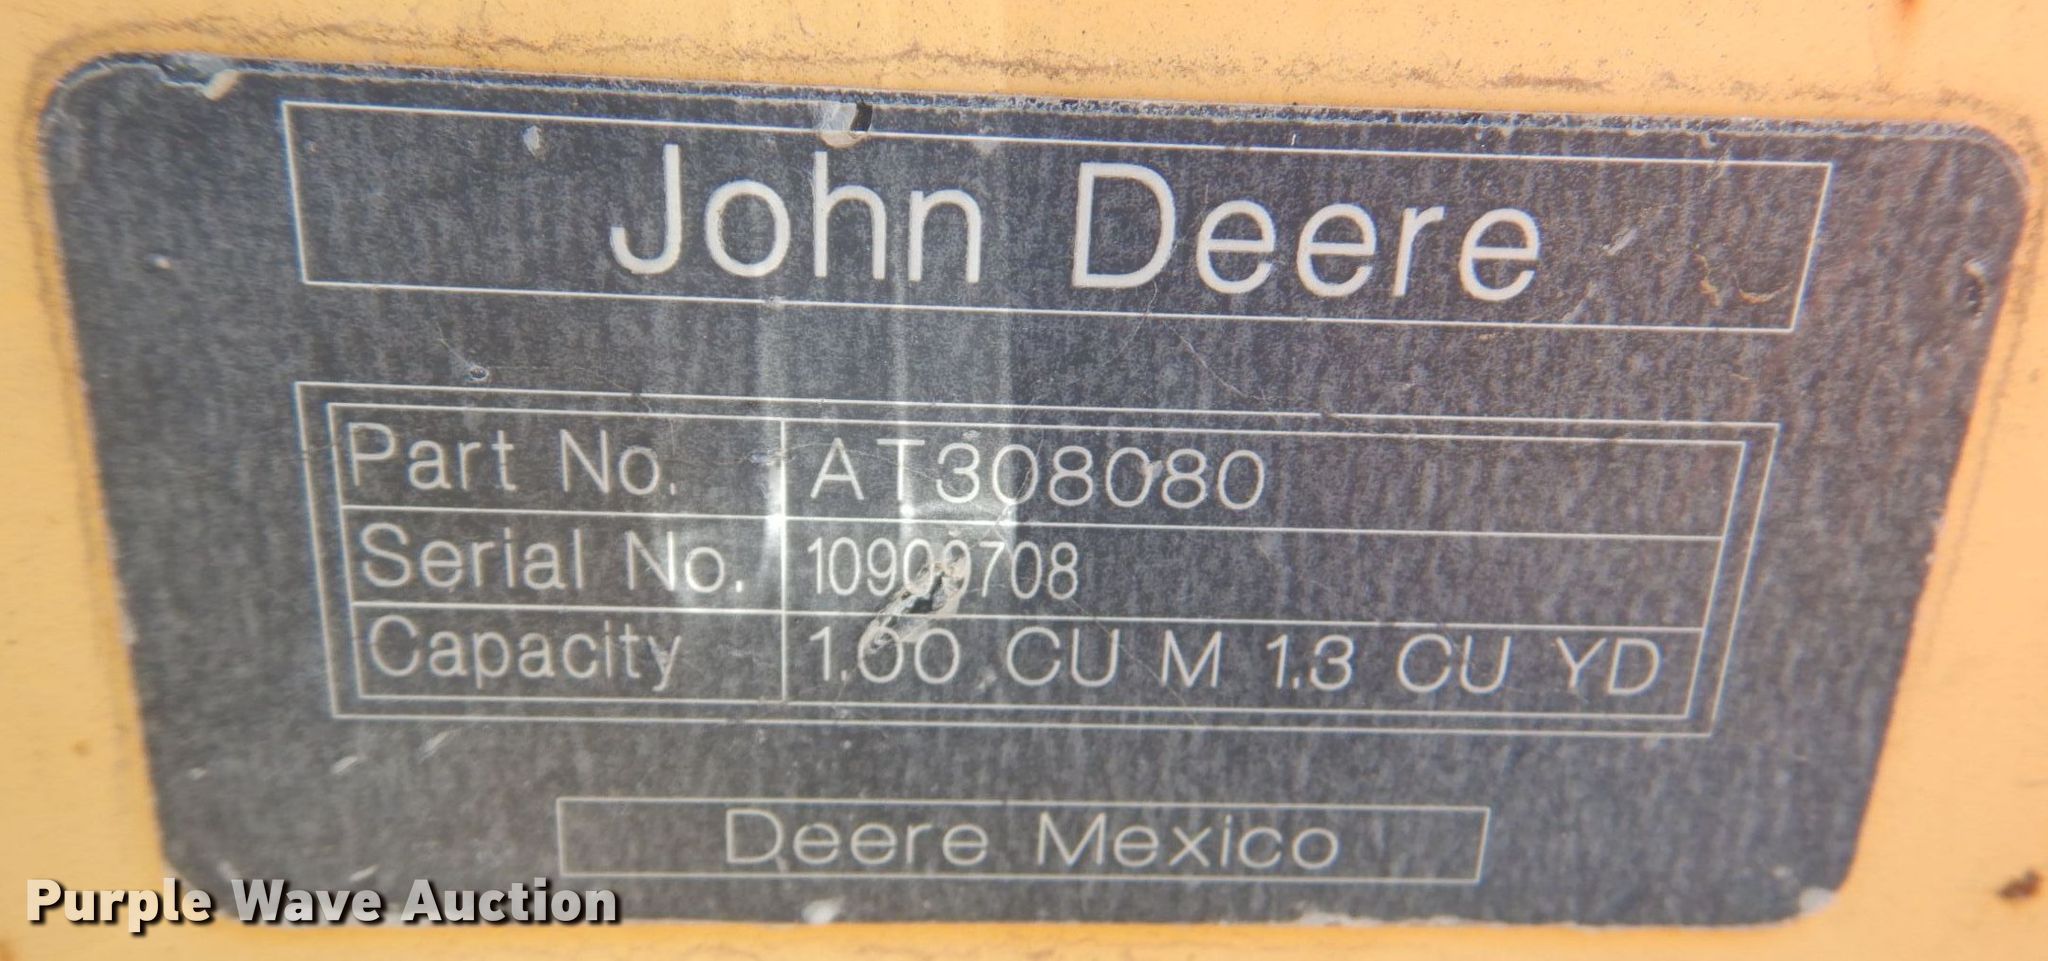 John Deere
Part No. AT308080
Serial No. 10909708
Capacity 1.00 CU M 1.3 CU YD
Deere Mexico
Purple Wave Auction